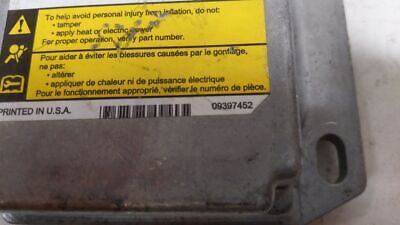 To help avoid personal injury from inflation, do not:
• tamper
• apply heat or electric power
For proper operation, verify part number.
Pour aider à éviter les blessures causées par le gonflage,
ne pas:
• altérer
• appliquer de chaleur ni de puissance électrique
Pour le fonctionnement approprié, vérifier le numéro de pièce.
PRINTED IN U.S.A.
09397452